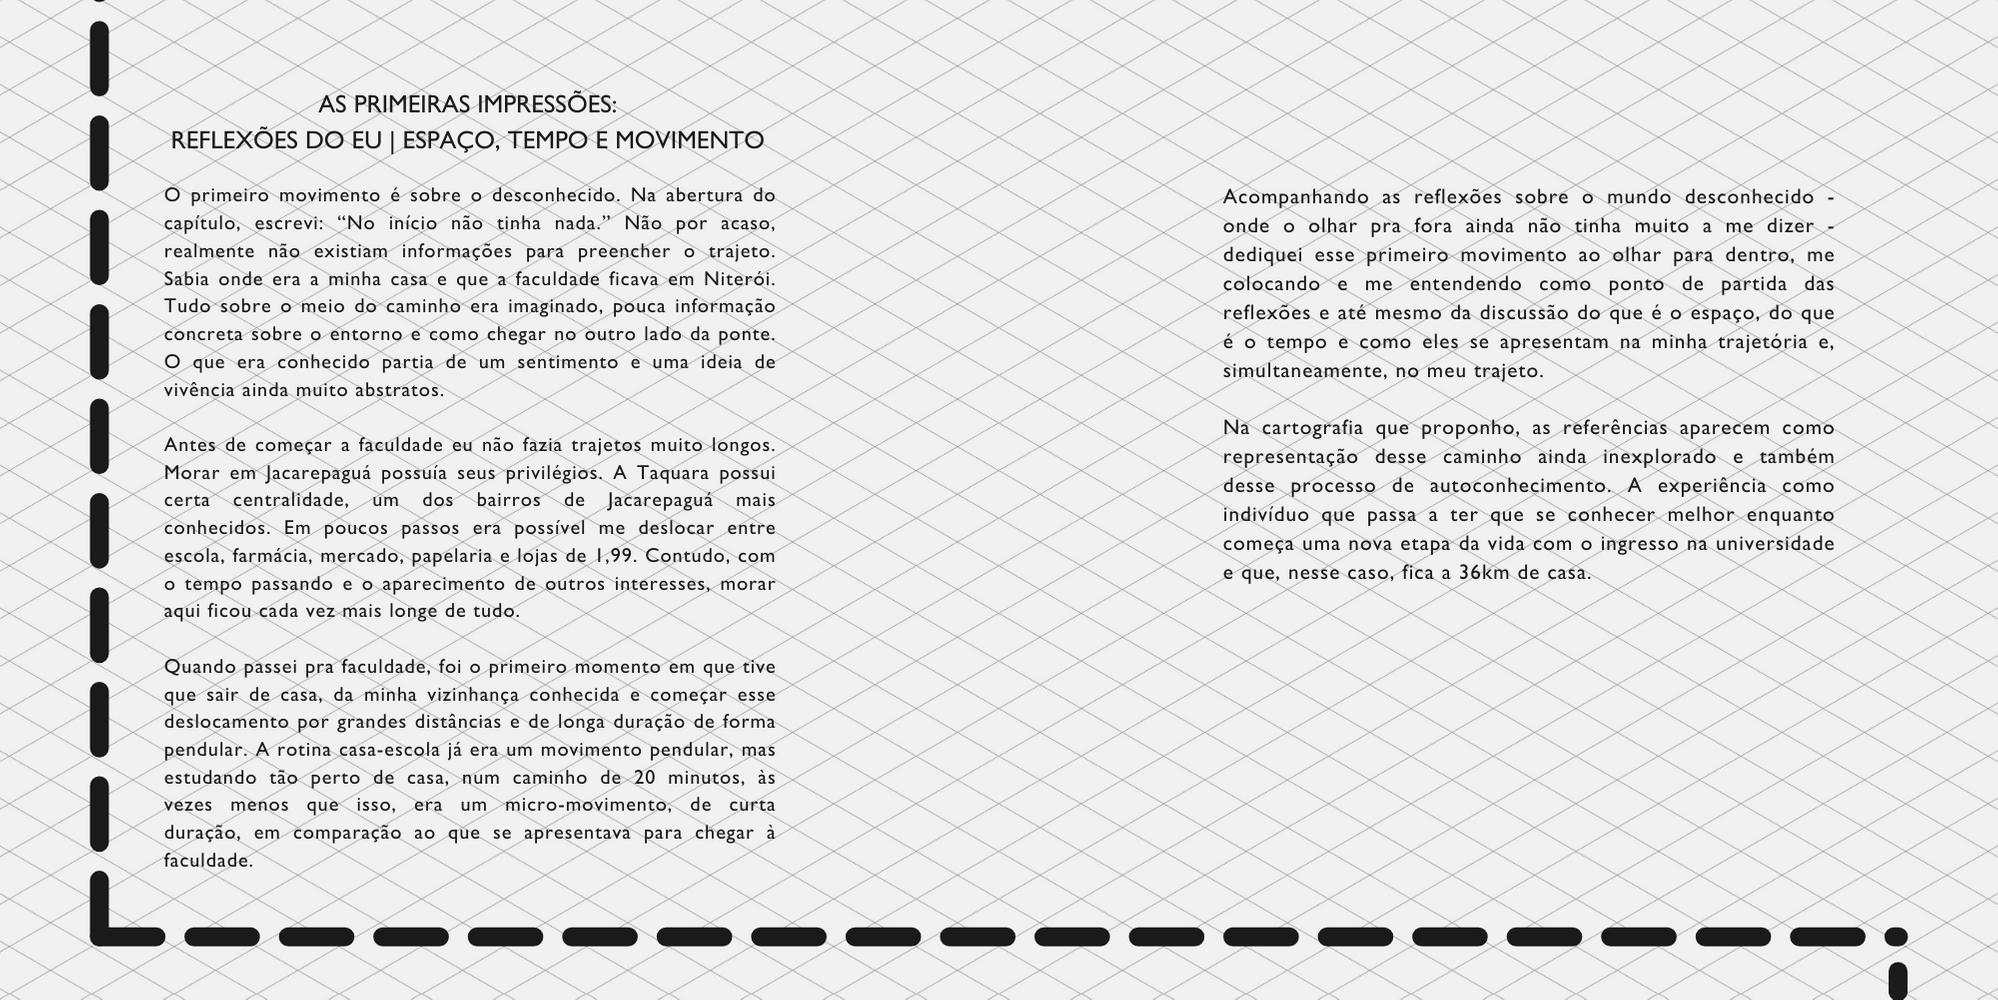 AS PRIMEIRAS IMPRESSÕES:
REFLEXÕES DO EU | ESPAÇO, TEMPO E MOVIMENTO
O primeiro movimento é sobre o desconhecido. Na abertura do
capítulo, escrevi: “No início não tinha nada.” Não por acaso,
realmente não existiam informações para preencher o trajeto.
Sabia onde era a minha casa e que a faculdade ficava em Niterói.
Tudo sobre o meio do caminho era imaginado, pouca informação
concreta sobre o entorno e como chegar no outro lado da ponte.
O que era conhecido partia de um sentimento e uma ideia de
vivência ainda muito abstratos.
Antes de começar a faculdade eu não fazia trajetos muito longos.
Morar em Jacarepaguá possuía seus privilégios. A Taquara possui
certa centralidade, um dos bairros de Jacarepaguá mais
conhecidos. Em poucos passos era possível me deslocar entre
escola, farmácia, mercado, papelaria e lojas de 1,99. Contudo, com
o tempo passando e o aparecimento de outros interesses, morar
aqui ficou cada vez mais longe de tudo.
Quando passei pra faculdade, foi o primeiro momento em que tive
que sair de casa, da minha vizinhança conhecida e começar esse
deslocamento por grandes distâncias e de longa duração de forma
pendular. A rotina casa-escola já era um movimento pendular, mas
estudando tão perto de casa, num caminho de 20 minutos, às
vezes menos que isso, era um micro-movimento, de curta
duração, em comparação ao que se apresentava para chegar à
faculdade.
Acompanhando as reflexões sobre o mundo desconhecido -
onde o olhar pra fora ainda não tinha muito a me dizer -
dediquei esse primeiro movimento ao olhar para dentro, me
colocando e me entendendo como ponto de partida das
reflexões e até mesmo da discussão do que é o espaço, do que
é o tempo e como eles se apresentam na minha trajetória e,
simultaneamente, no meu trajeto.
Na cartografia que proponho, as referências aparecem como
representação desse caminho ainda inexplorado e também
desse processo de autoconhecimento. A experiência como
indivíduo que passa a ter que se conhecer melhor enquanto
começa uma nova etapa da vida com o ingresso na universidade
e que, nesse caso, fica a 36km de casa.